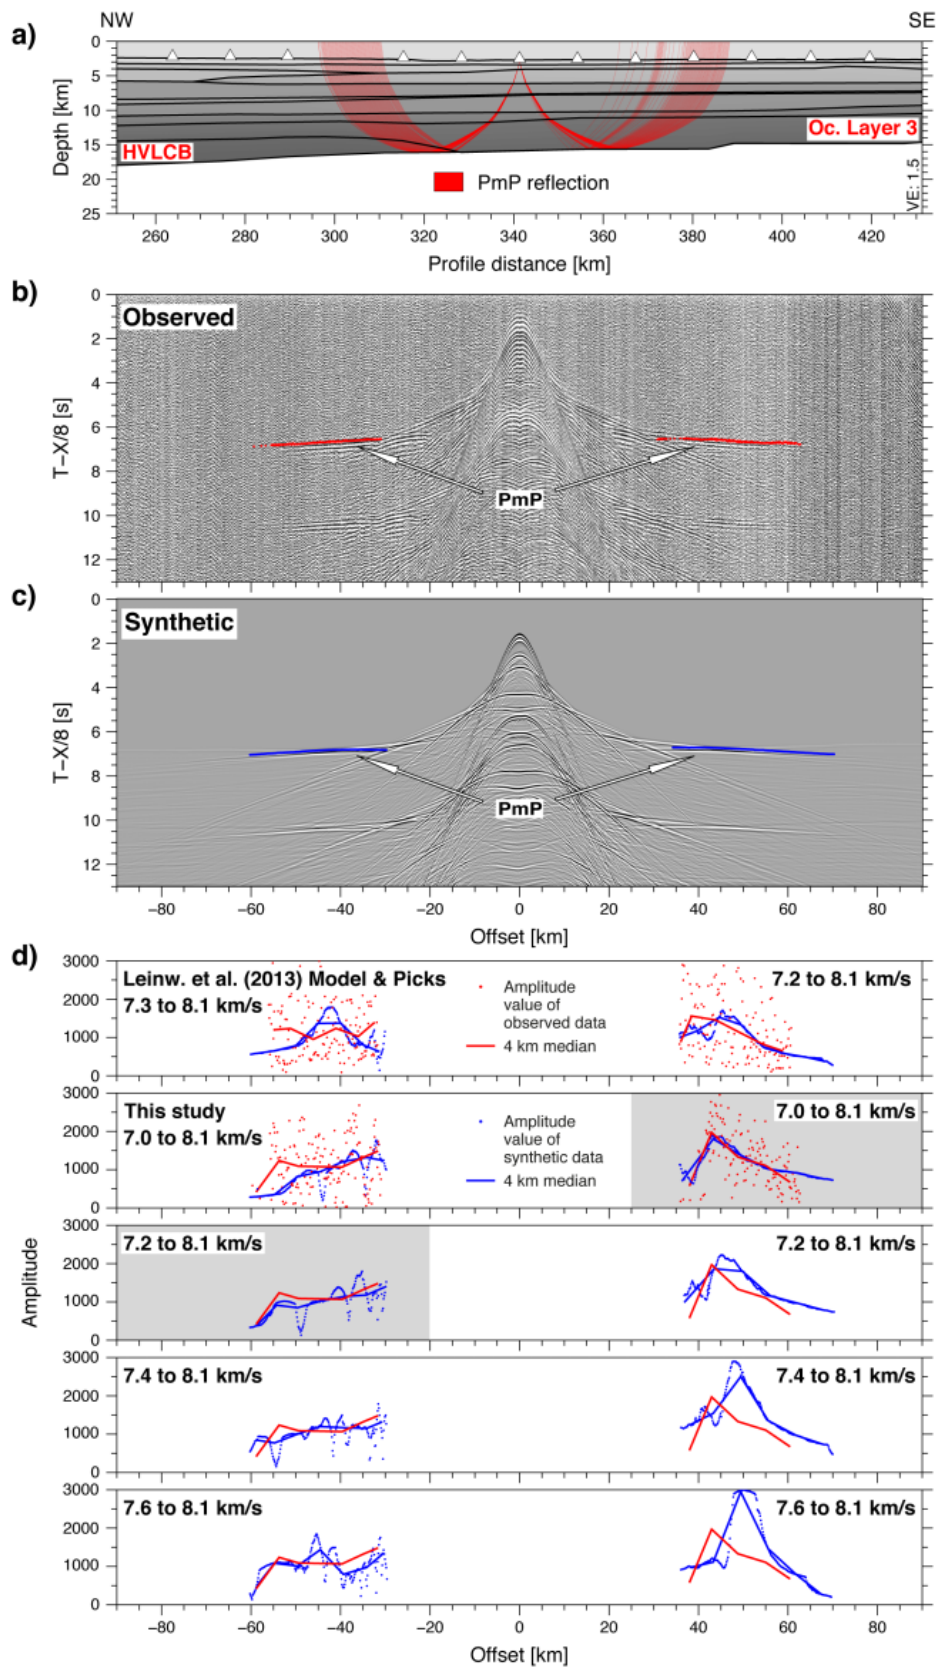 NW
SE
a)
0
5
10
15
20
25
Depth [km]
HVLCB
Oc. Layer 3
PmP reflection
VE: 1.5
260
280
300
320
340
360
380
400
420
Profile distance [km]
b)
Observed
0
2
4
6
8
10
12
T−X/8 [s]
PmP
c)
Synthetic
0
2
4
6
8
10
12
T−X/8 [s]
PmP
−80
−60
−40
−20
0
20
40
60
80
Offset [km]
d)
Amplitude
3000
2000
1000
0
Leinw. et al. (2013) Model & Picks
7.3 to 8.1 km/s
Amplitude
value of
observed data
4 km median
7.2 to 8.1 km/s
3000
2000
1000
0
This study
7.0 to 8.1 km/s
Amplitude
value of
synthetic data
4 km median
7.0 to 8.1 km/s
3000
2000
1000
0
7.2 to 8.1 km/s
7.2 to 8.1 km/s
3000
2000
1000
0
7.4 to 8.1 km/s
7.4 to 8.1 km/s
3000
2000
1000
0
7.6 to 8.1 km/s
7.6 to 8.1 km/s
−80
−60
−40
−20
0
20
40
60
80
Offset [km]